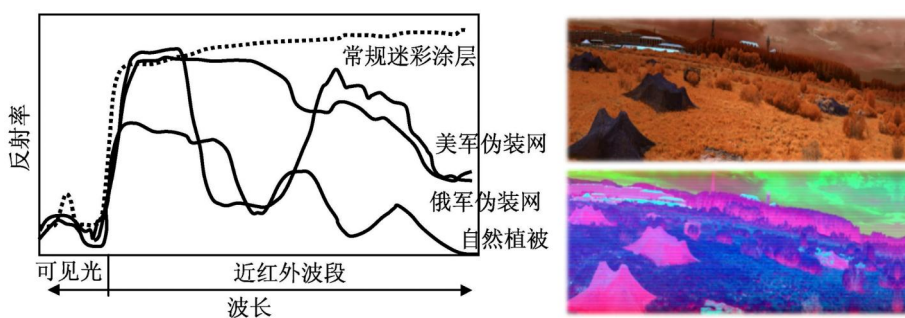 反射率
常规迷彩涂层
美军伪装网
俄军伪装网
自然植被
可见光
近红外波段
波长